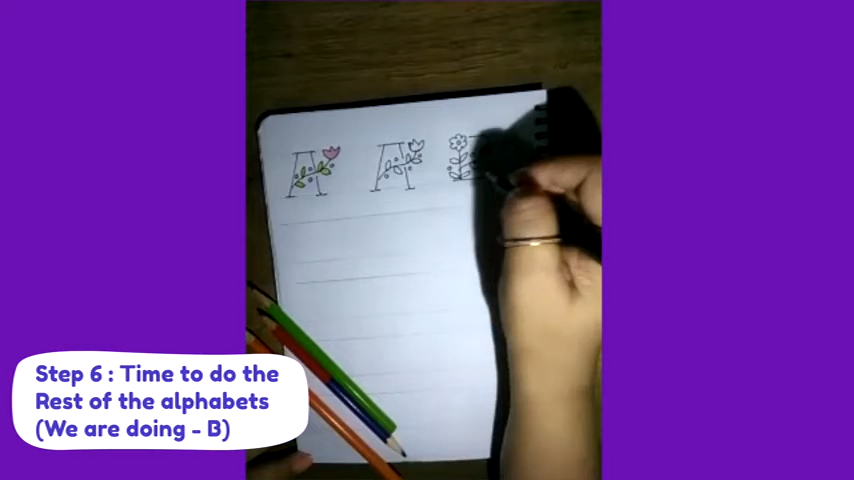 A A B
Step 6 : Time to do the
Rest of the alphabets
(We are doing - B)